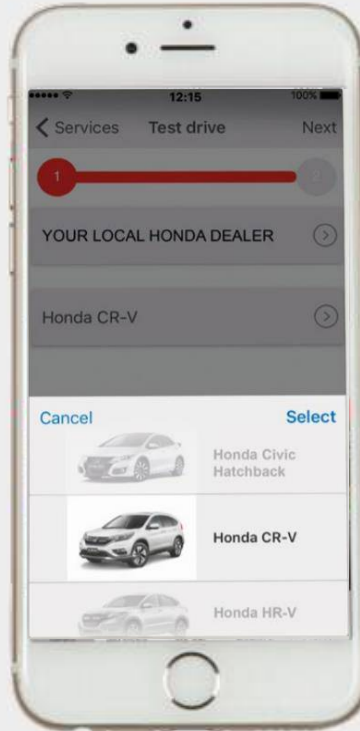 12:15
100%
Services Test drive Next
1 2
YOUR LOCAL HONDA DEALER
Honda CR-V
Cancel Select
Honda Civic
Hatchback
Honda CR-V
Honda HR-V